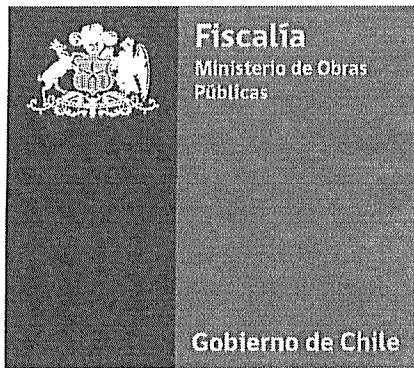 Fiscalía
Ministerio de Obras
Públicas
Gobierno de Chile